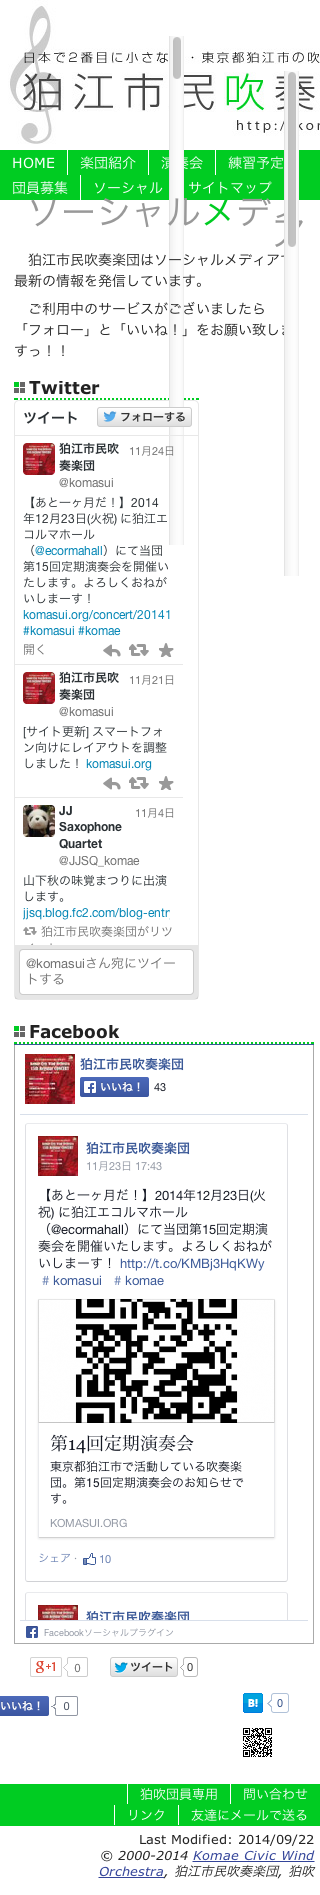 日本で２番目に小さな・東京都狛江市の吹
狛江市民吹奏
http://kor
HOME 楽団紹介 演奏会 練習予定
団員募集 ソーシャル サイトマップ
ソーシャルメディ
狛江市民吹奏楽団はソーシャルメディアで
最新の情報を発信しています。
ご利用中のサービスがございましたら
「フォロー」と「いいね！」をお願い致しま
すっ！！
Twitter
ツイート フォローする
狛江市民吹 11月24日
奏楽団
@komasui
【あと一ヶ月だ！】2014
年12月23日(火祝) に狛江エ
コルマホール
（@ecormahall）にて当団
第15回定期演奏会を開催い
たします。よろしくおねが
いしまーす！
komasui.org/concert/20141
#komasui #komae
開く
狛江市民吹 11月21日
奏楽団
@komasui
[サイト更新] スマートフォ
ン向けにレイアウトを調整
しました！ komasui.org
JJ 11月4日
Saxophone
Quartet
@JJSQ_komae
山下秋の味覚まつりに出演
します。
jjsq.blog.fc2.com/blog-entr
狛江市民吹奏楽団がリツ
@komasuiさん宛にツイー
トする
Facebook
狛江市民吹奏楽団
いいね！ 43
狛江市民吹奏楽団
11月23日 17:43
【あと一ヶ月だ！】2014年12月23日(火
祝) に狛江エコルマホール
（@ecormahall）にて当団第15回定期演
奏会を開催いたします。よろしくおねが
いしまーす！ http://t.co/KMBj3HqKWy
# komasui # komae
第14回定期演奏会
東京都狛江市で活動している吹奏楽
団。第15回定期演奏会のお知らせで
す。
KOMASUI.ORG
シェア · 10
狛江市民吹奏楽団
Facebookソーシャルプラグイン
g+1 0 ツイート 0
いいね！ 0 B! 0
狛吹団員専用 問い合わせ
リンク 友達にメールで送る
Last Modified: 2014/09/22
© 2000-2014 Komae Civic Wind
Orchestra, 狛江市民吹奏楽団, 狛吹